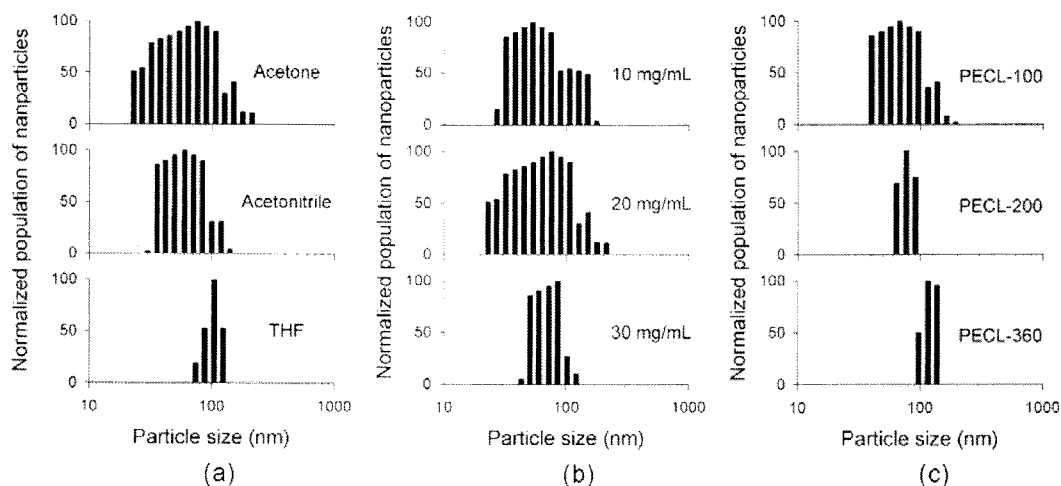 Normalized population of nanparticles
100
Acetone
50
0
100
Acetonitrile
50
0
100
THF
50
0
10
100
1000
Particle size (nm)
(a)
Normalized population of nanoparticles
100
10 mg/mL
50
0
100
20 mg/mL
50
0
100
30 mg/mL
50
0
10
100
1000
Particle size (nm)
(b)
Normalized population of nanoparticles
100
PECL-100
50
0
100
PECL-200
50
0
100
PECL-360
50
0
10
100
1000
Particle size (nm)
(c)